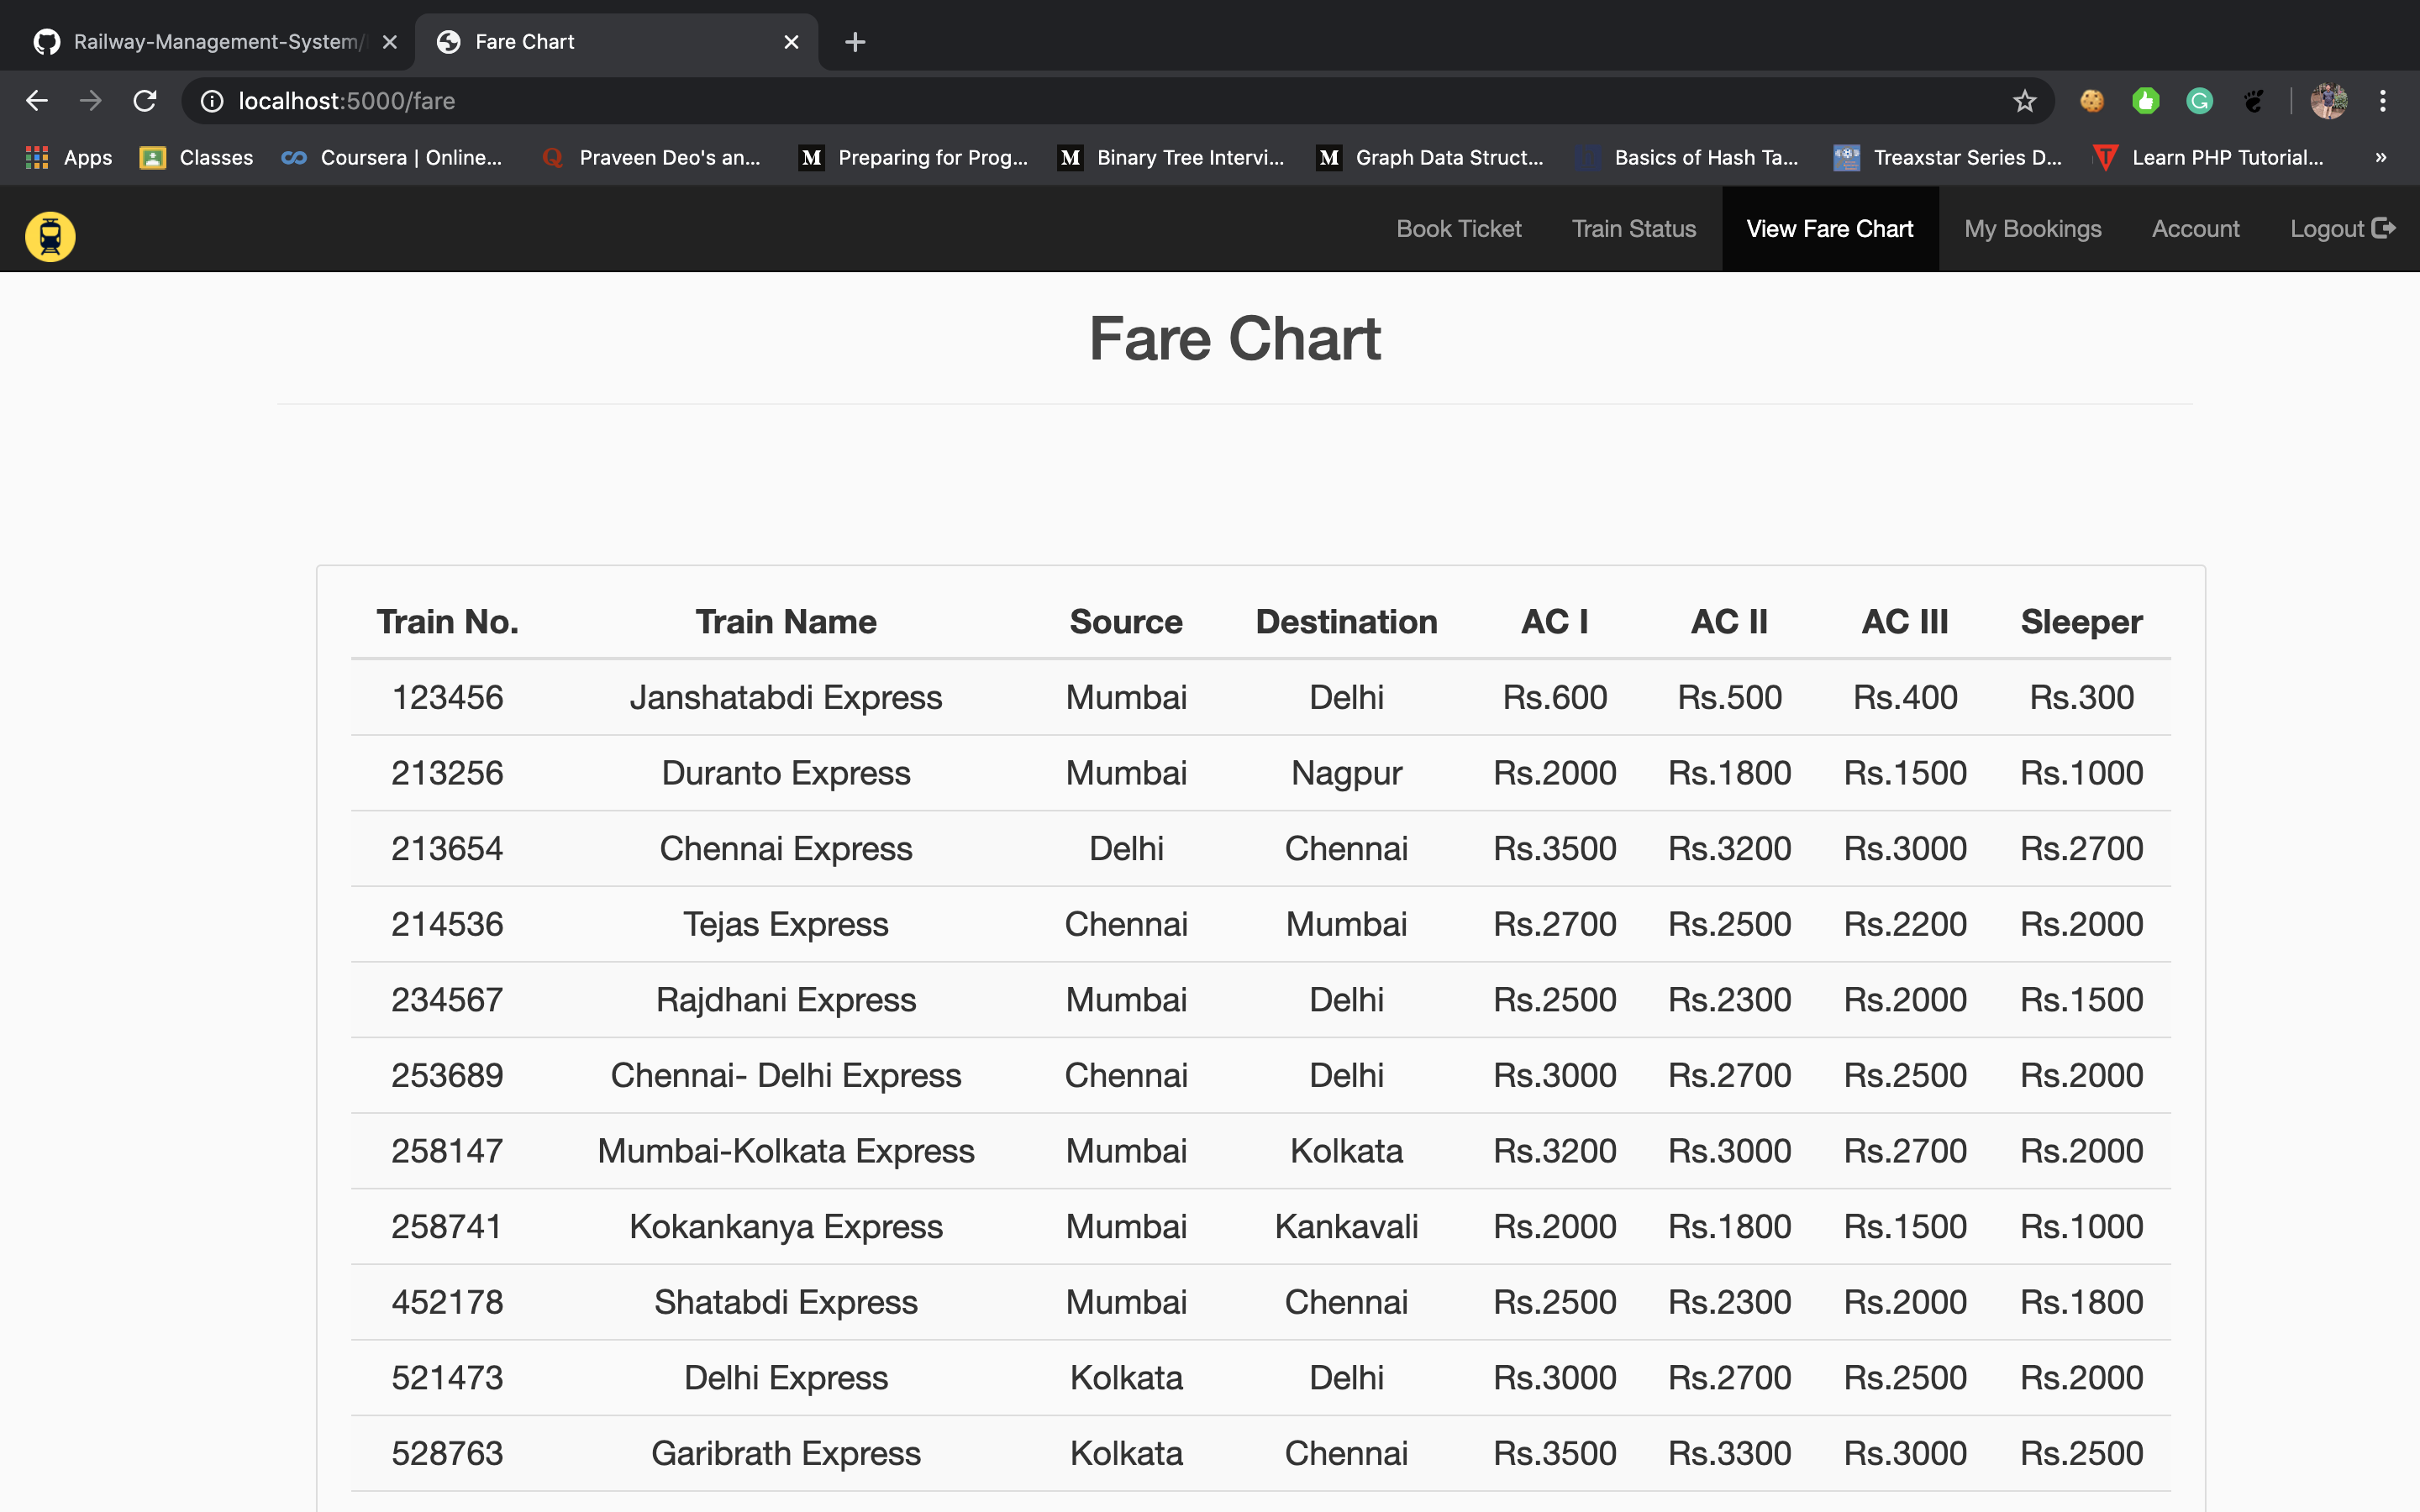 Railway-Management-System/
Fare Chart
localhost:5000/fare
Apps Classes Coursera | Online... Praveen Deo's an... Preparing for Prog... Binary Tree Intervi... Graph Data Struct... Basics of Hash Ta... Treaxstar Series D... Learn PHP Tutorial... »
Book Ticket Train Status View Fare Chart My Bookings Account Logout
Fare Chart
Train No. Train Name Source Destination AC I AC II AC III Sleeper
123456 Janshatabdi Express Mumbai Delhi Rs.600 Rs.500 Rs.400 Rs.300
213256 Duranto Express Mumbai Nagpur Rs.2000 Rs.1800 Rs.1500 Rs.1000
213654 Chennai Express Delhi Chennai Rs.3500 Rs.3200 Rs.3000 Rs.2700
214536 Tejas Express Chennai Mumbai Rs.2700 Rs.2500 Rs.2200 Rs.2000
234567 Rajdhani Express Mumbai Delhi Rs.2500 Rs.2300 Rs.2000 Rs.1500
253689 Chennai- Delhi Express Chennai Delhi Rs.3000 Rs.2700 Rs.2500 Rs.2000
258147 Mumbai-Kolkata Express Mumbai Kolkata Rs.3200 Rs.3000 Rs.2700 Rs.2000
258741 Kokankanya Express Mumbai Kankavali Rs.2000 Rs.1800 Rs.1500 Rs.1000
452178 Shatabdi Express Mumbai Chennai Rs.2500 Rs.2300 Rs.2000 Rs.1800
521473 Delhi Express Kolkata Delhi Rs.3000 Rs.2700 Rs.2500 Rs.2000
528763 Garibrath Express Kolkata Chennai Rs.3500 Rs.3300 Rs.3000 Rs.2500